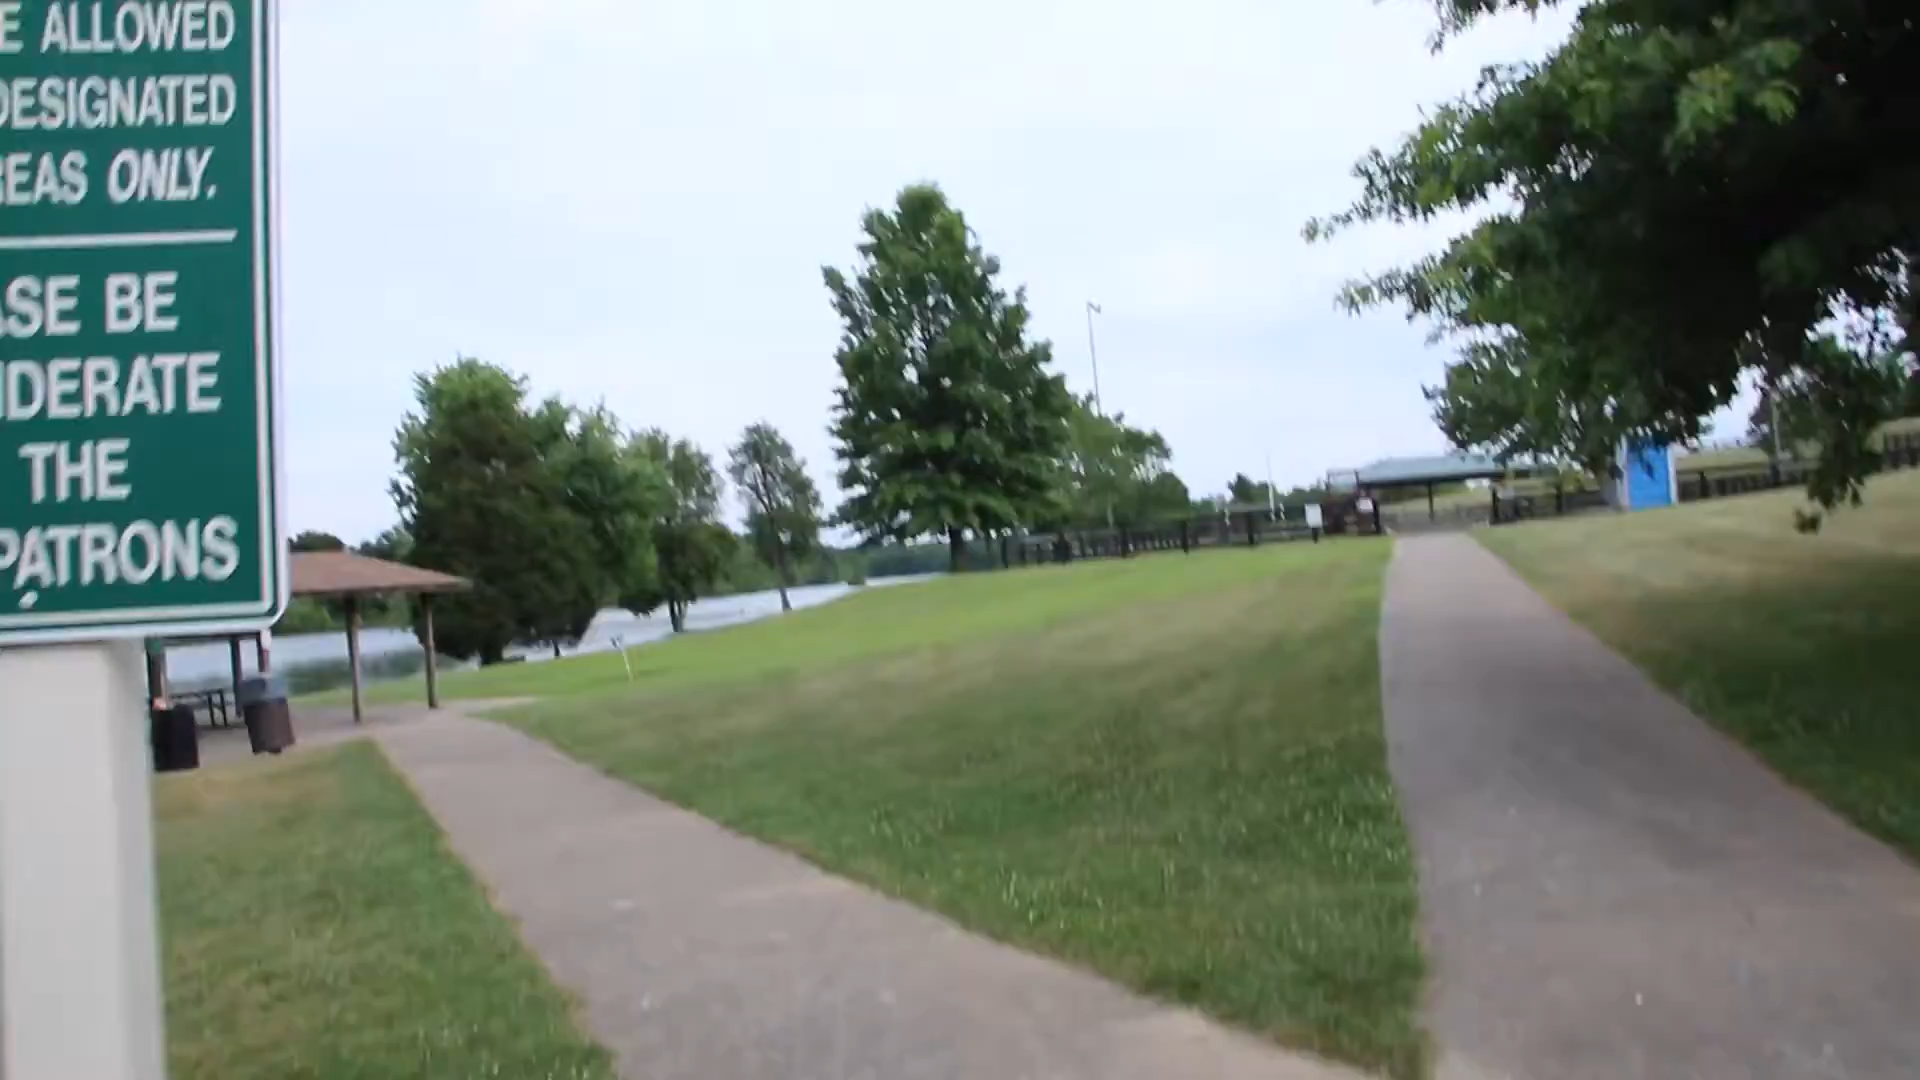 E ALLOWED
DESIGNATED
REAS ONLY.
ASE BE
IDERATE
THE
PATRONS